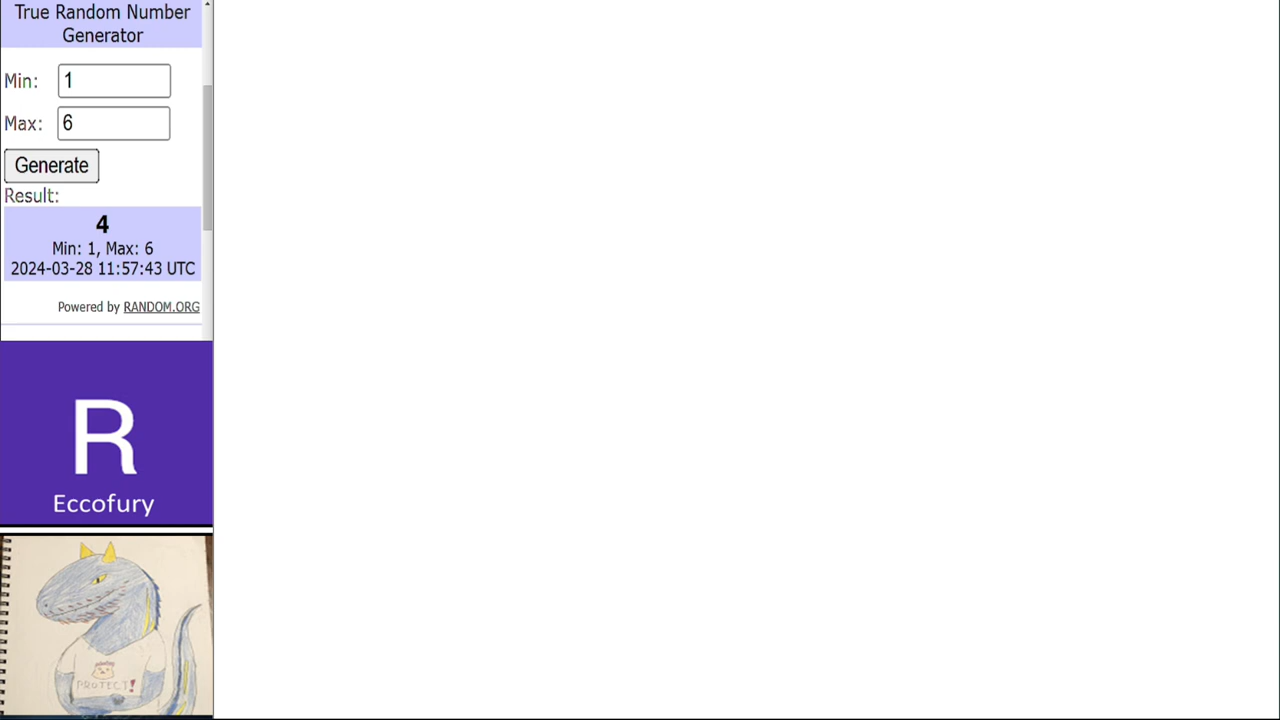 True Random Number
Generator
Min: 1
Max: 6
Generate
Result:
4
Min: 1, Max: 6
2024-03-28 11:57:43 UTC
Powered by RANDOM.ORG
R
Eccofury
PROTECT!